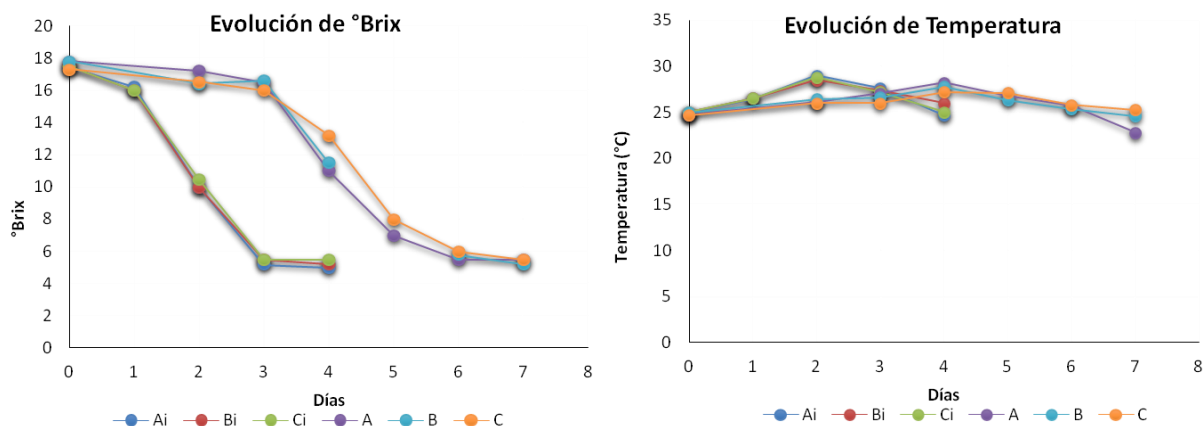 Evolución de °Brix
20
18
16
14
12
10
8
6
4
2
0
°Brix
0 1 2 3 4 5 6 7 8
Días
Ai Bi Ci A B C
Evolución de Temperatura
35
30
25
20
15
10
5
0
Temperatura (°C)
0 1 2 3 4 5 6 7 8
Días
Ai Bi Ci A B C